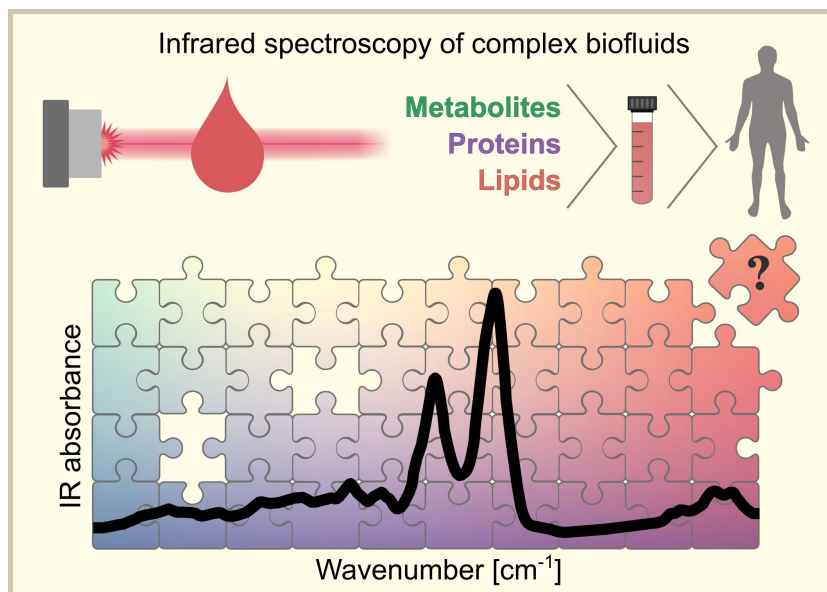 Infrared spectroscopy of complex biofluids
Metabolites
Proteins
Lipids
?
IR absorbance
Wavenumber [cm⁻¹]